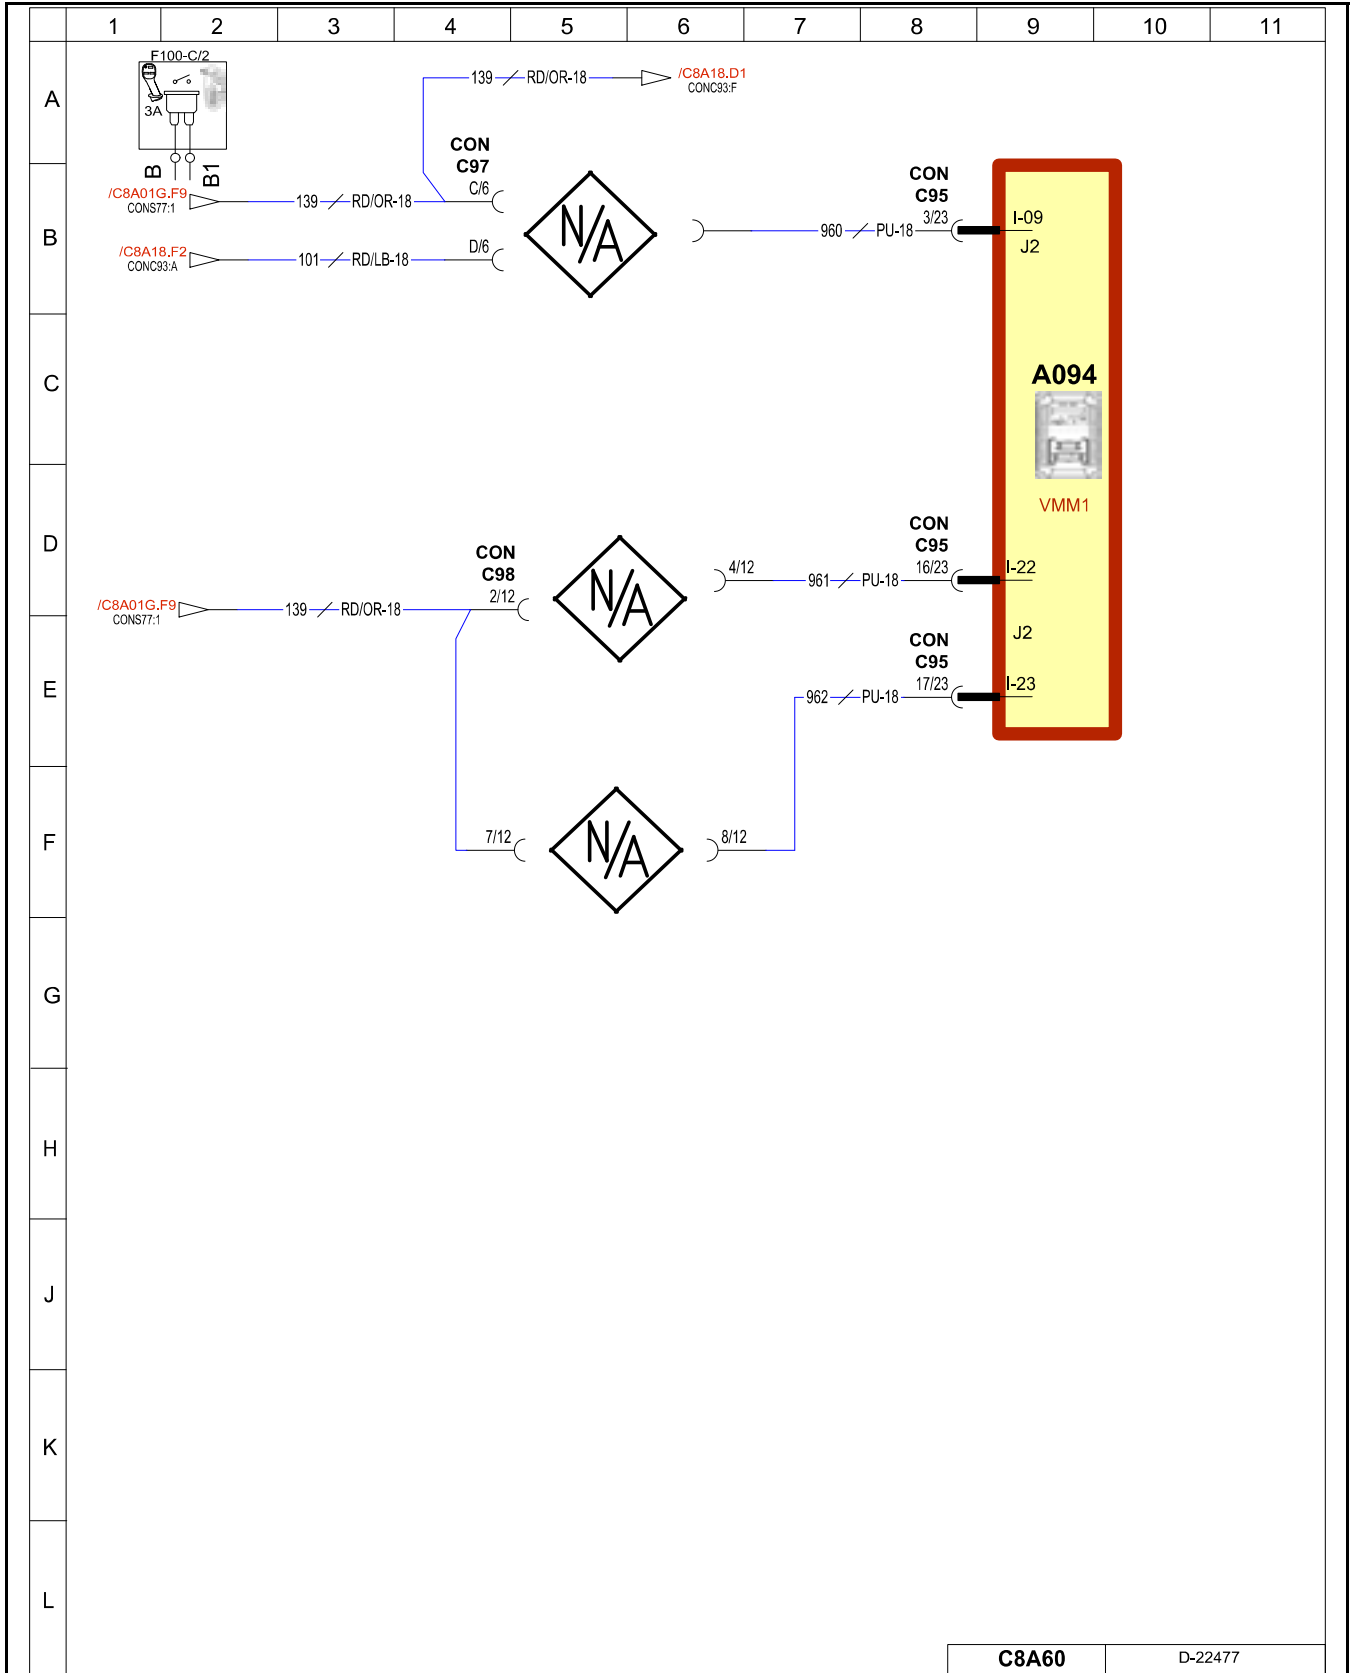 1 2 3 4 5 6 7 8 9 10 11
A
F100-C/2
3A
B B1
139 RD/OR-18 /C8A18.D1
CONC93:F
CON
C97
C/6
/C8A01G.F9
CONS77:1
139 RD/OR-18
CON
C95
3/23
I-09
J2
B
N/A
960 PU-18
/C8A18.F2
CONC93:A
101 RD/LB-18
D/6
C
A094
VMM1
D
CON
C98
2/12
N/A
4/12
961 PU-18
CON
C95
16/23
I-22
/C8A01G.F9
CONS77:1
139 RD/OR-18
J2
E
CON
C95
17/23
I-23
962 PU-18
F
7/12
N/A
8/12
G
H
J
K
L
C8A60 D-22477